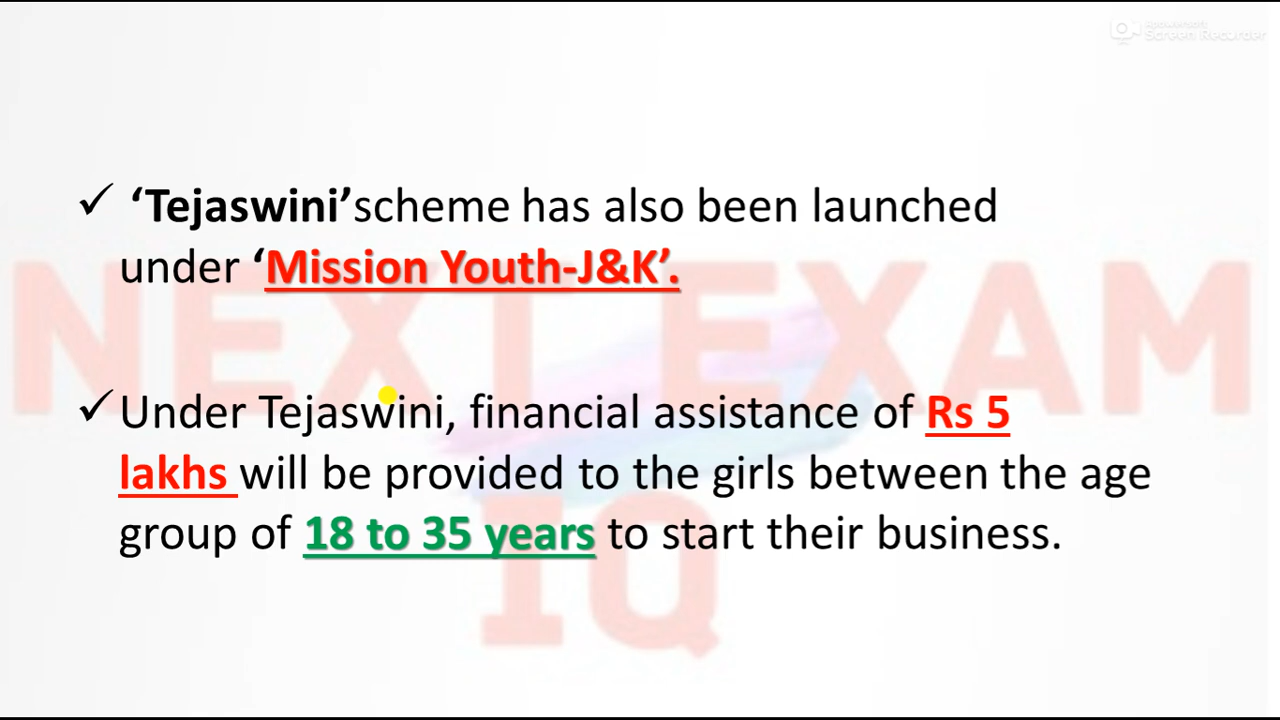 Apowersoft
Screen Recorder
✓ ‘Tejaswini’scheme has also been launched
under ‘Mission Youth-J&K’.
✓Under Tejaswini, financial assistance of Rs 5
lakhs will be provided to the girls between the age
group of 18 to 35 years to start their business.
NEXT EXAM
IQ